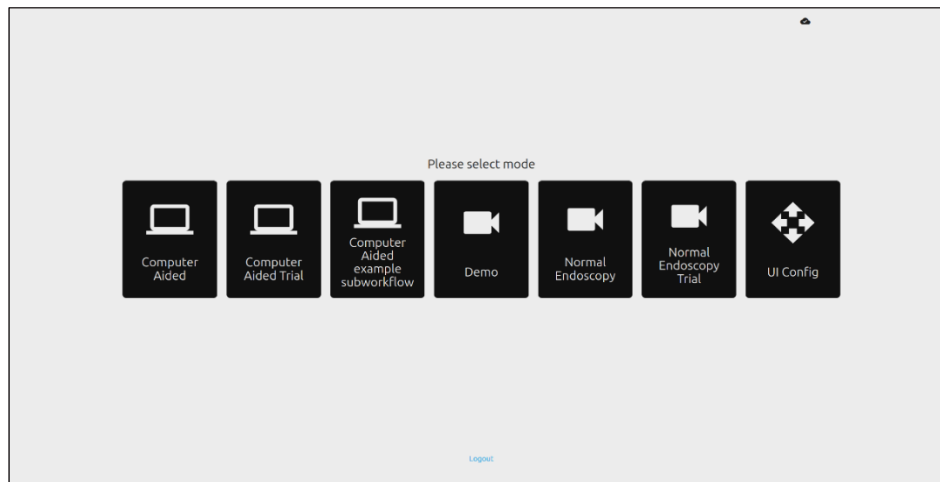 Please select mode
Computer
Aided
Computer
Aided Trial
Computer
Aided
example
subworkflow
Demo
Normal
Endoscopy
Normal
Endoscopy
Trial
UI Config
Logout